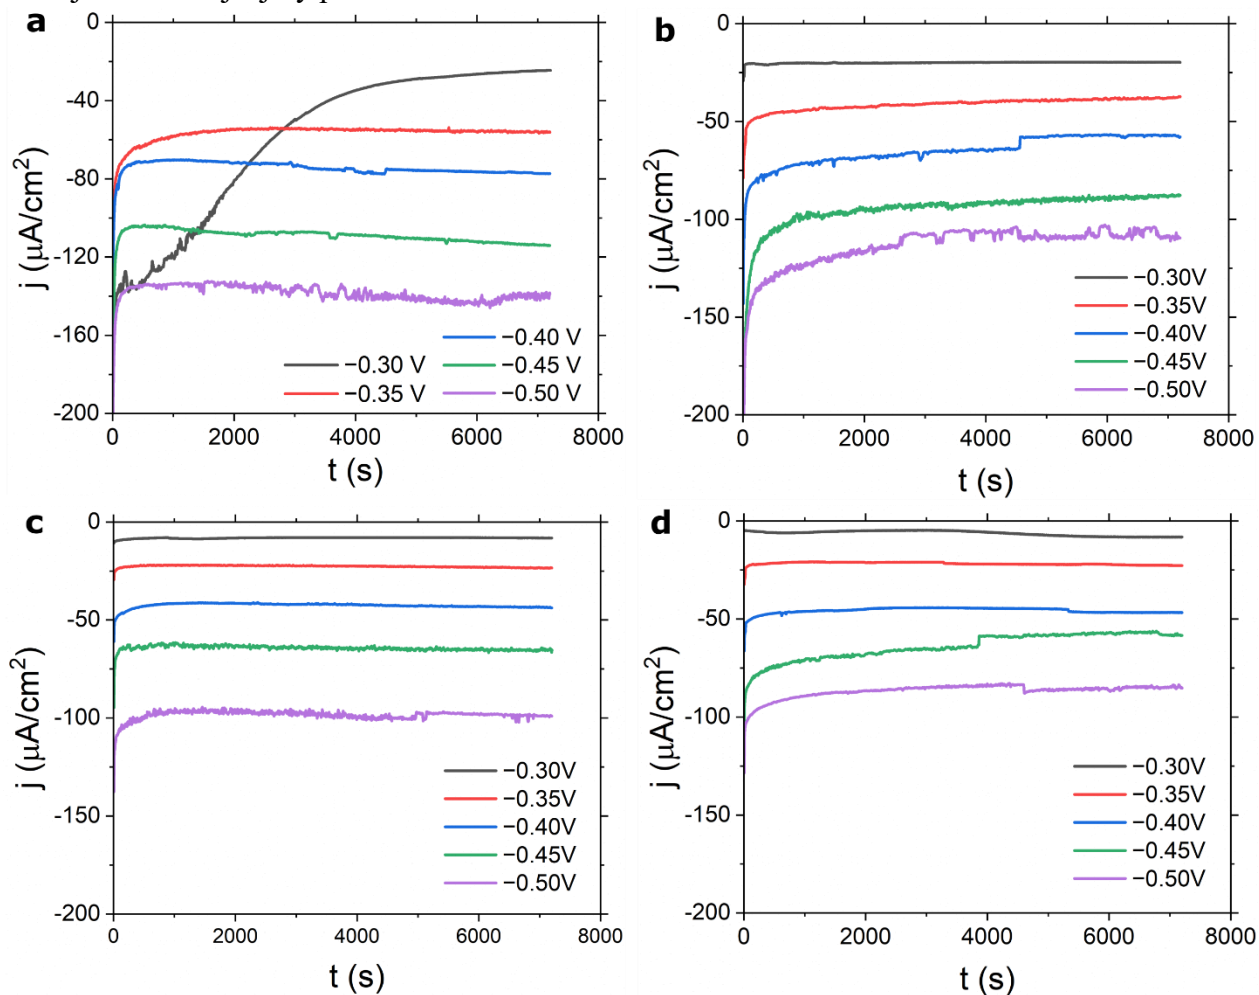 a
0
-40
-80
-120
-160
-200
j (μA/cm²)
0 2000 4000 6000 8000
t (s)
−0.30 V
−0.35 V
−0.40 V
−0.45 V
−0.50 V
b
0
-50
-100
-150
-200
j (μA/cm²)
0 2000 4000 6000 8000
t (s)
−0.30V
−0.35V
−0.40V
−0.45V
−0.50V
c
0
-50
-100
-150
-200
j (μA/cm²)
0 2000 4000 6000 8000
t (s)
−0.30V
−0.35V
−0.40V
−0.45V
−0.50V
d
0
-50
-100
-150
-200
j (μA/cm²)
0 2000 4000 6000 8000
t (s)
−0.30V
−0.35V
−0.40V
−0.45V
−0.50V